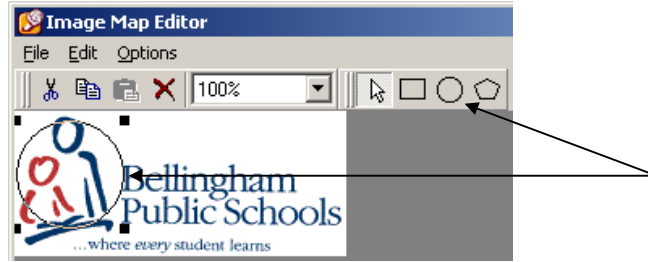 Image Map Editor
File Edit Options
100%
Bellingham
Public Schools
...where every student learns